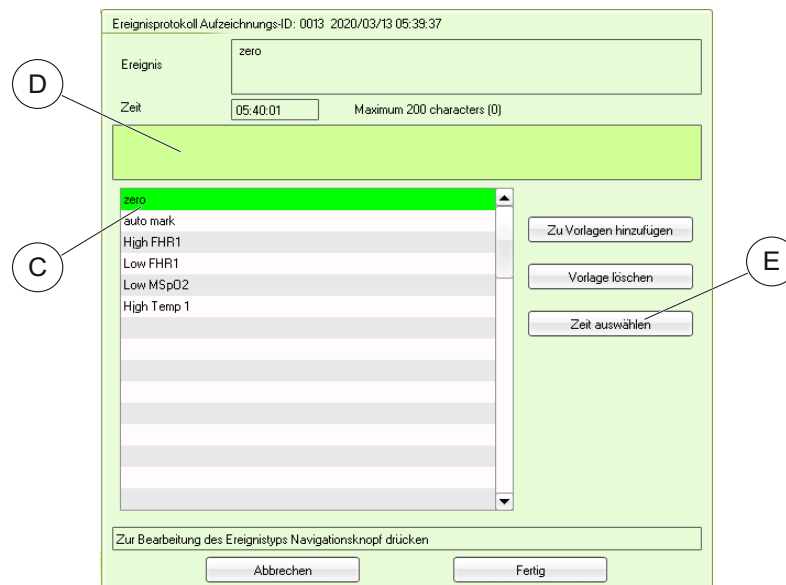 Ereignisprotokoll Aufzeichnungs-ID: 0013 2020/03/13 05:39:37
Ereignis
zero
D
Zeit
05:40:01
Maximum 200 characters (0)
zero
auto mark
High FHR1
Low FHR1
Low MSpO2
High Temp 1
C
Zu Vorlagen hinzufügen
Vorlage löschen
Zeit auswählen
E
Zur Bearbeitung des Ereignistyps Navigationsknopf drücken
Abbrechen
Fertig